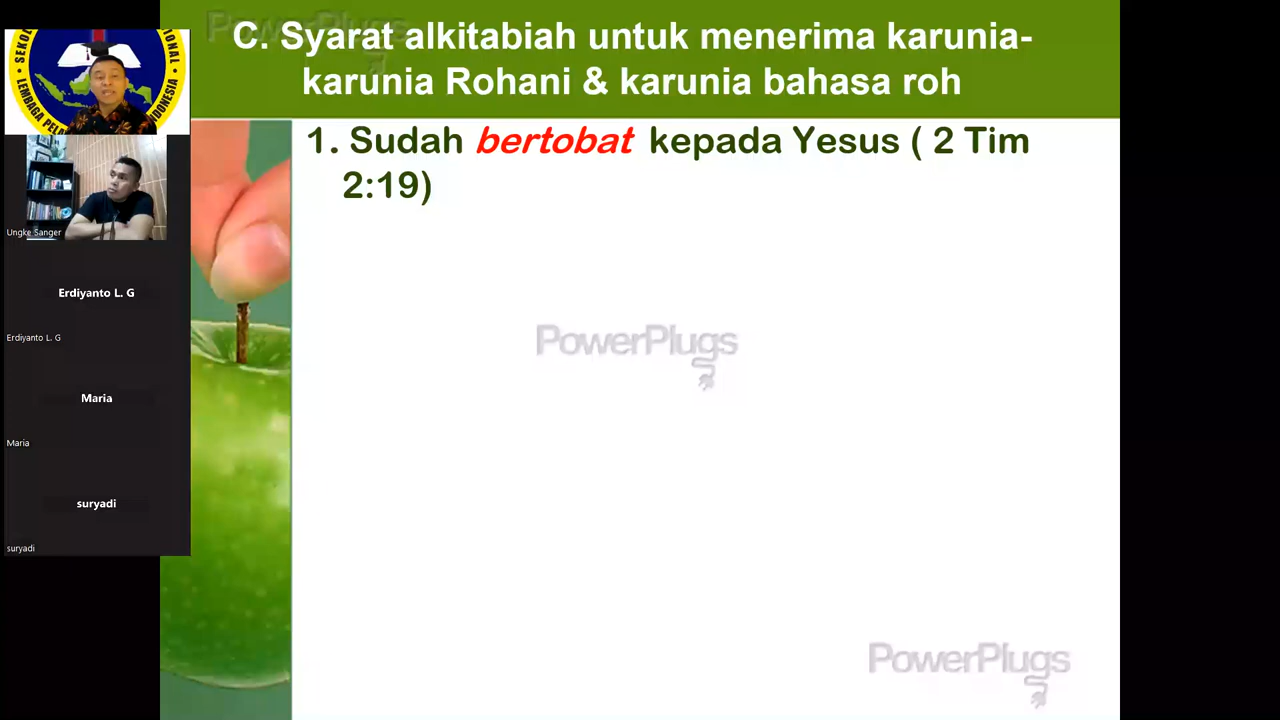 PowerPlugs
C. Syarat alkitabiah untuk menerima karunia-
karunia Rohani & karunia bahasa roh
1. Sudah bertobat kepada Yesus ( 2 Tim
2:19)
PowerPlugs
PowerPlugs
Ungke Sanger
Erdiyanto L. G
Erdiyanto L. G
Maria
Maria
suryadi
suryadi